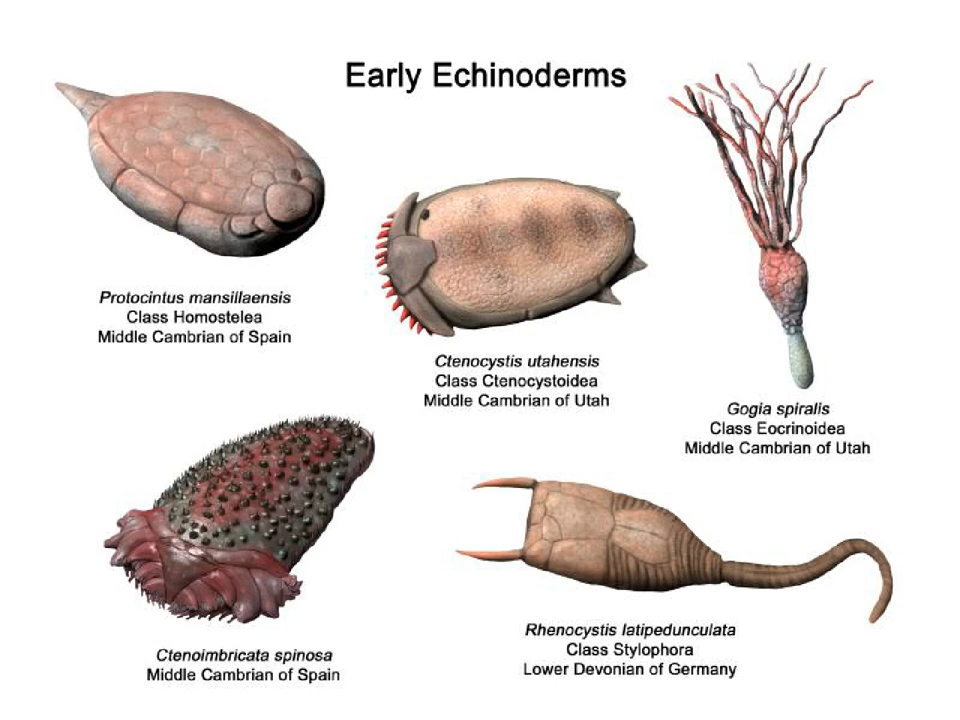 Early Echinoderms
Protocintus mansillaensis
Class Homostelea
Middle Cambrian of Spain
Ctenocystis utahensis
Class Ctenocystoidea
Middle Cambrian of Utah
Gogia spiralis
Class Eocrinoidea
Middle Cambrian of Utah
Ctenoimbricata spinosa
Middle Cambrian of Spain
Rhenocystis latipedunculata
Class Stylophora
Lower Devonian of Germany